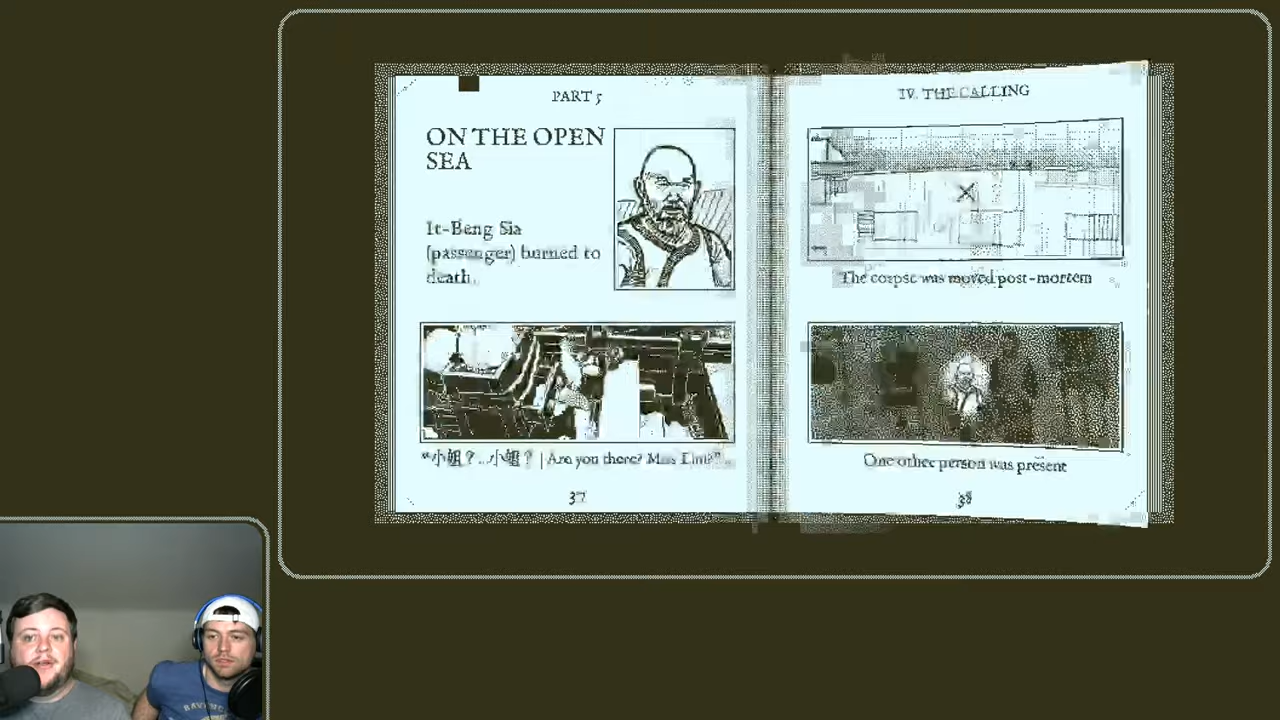 PART 5
ON THE OPEN
SEA
It-Beng Sia
(passenger) burned to
death.
"小姐？...小姐？ | Are you there? Miss Lim?"
37
IV. THE CALLING
The corpse was moved post-mortem
One other person was present
38